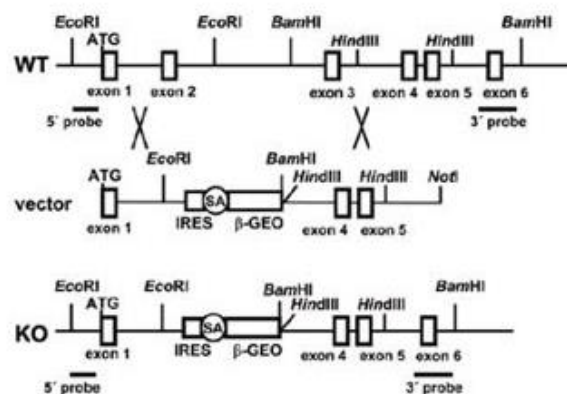 EcoRI EcoRI BamHI BamHI
ATG HindIII HindIII
WT
exon 1 exon 2 exon 3 exon 4 exon 5 exon 6
5´ probe 3´ probe
EcoRI BamHI
ATG HindIII HindIII NotI
vector SA
exon 1 IRES β-GEO exon 4 exon 5
EcoRI EcoRI BamHI BamHI
ATG HindIII HindIII
KO SA
exon 1 IRES β-GEO exon 4 exon 5 exon 6
5´ probe 3´ probe